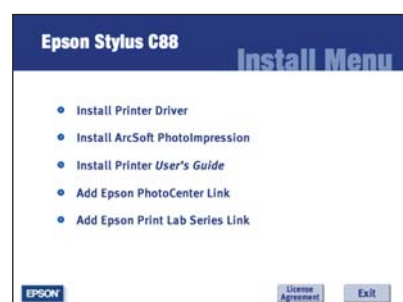 Epson Stylus C88
Install Menu
Install Printer Driver
Install ArcSoft PhotoImpression
Install Printer User's Guide
Add Epson PhotoCenter Link
Add Epson Print Lab Series Link
EPSON
License
Agreement
Exit